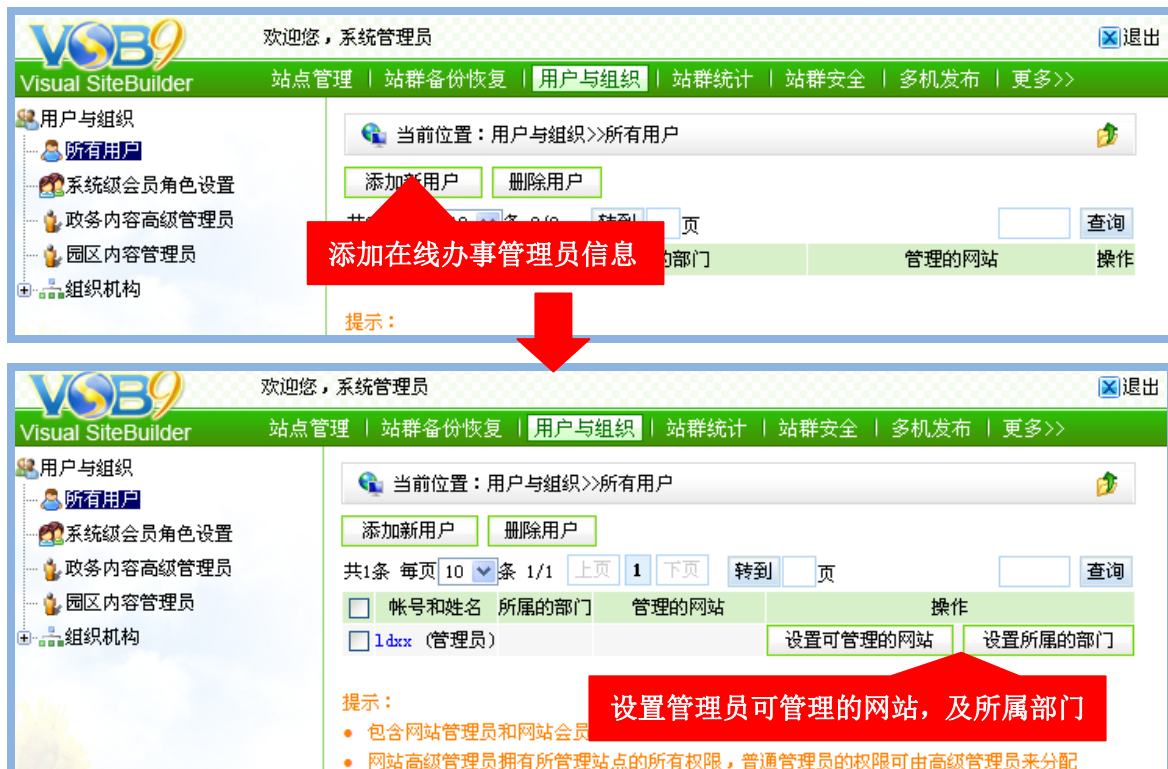 VSB9
Visual SiteBuilder
欢迎您，系统管理员
退出
站点管理 | 站群备份恢复 | 用户与组织 | 站群统计 | 站群安全 | 多机发布 | 更多>>
用户与组织
所有用户
系统级会员角色设置
政务内容高级管理员
园区内容管理员
组织机构
当前位置：用户与组织>>所有用户
添加新用户 删除用户
条 页 查询
部门 管理的网站 操作
添加在线办事管理员信息
提示：
VSB9
Visual SiteBuilder
欢迎您，系统管理员
退出
站点管理 | 站群备份恢复 | 用户与组织 | 站群统计 | 站群安全 | 多机发布 | 更多>>
用户与组织
所有用户
系统级会员角色设置
政务内容高级管理员
园区内容管理员
组织机构
当前位置：用户与组织>>所有用户
添加新用户 删除用户
共1条 每页 10 条 1/1 上页 1 下页 转到 页 查询
帐号和姓名 所属的部门 管理的网站 操作
ldxx (管理员) 设置可管理的网站 设置所属的部门
设置管理员可管理的网站，及所属部门
提示：
• 包含网站管理员和网站会员
• 网站高级管理员拥有所管理站点的所有权限，普通管理员的权限可由高级管理员来分配